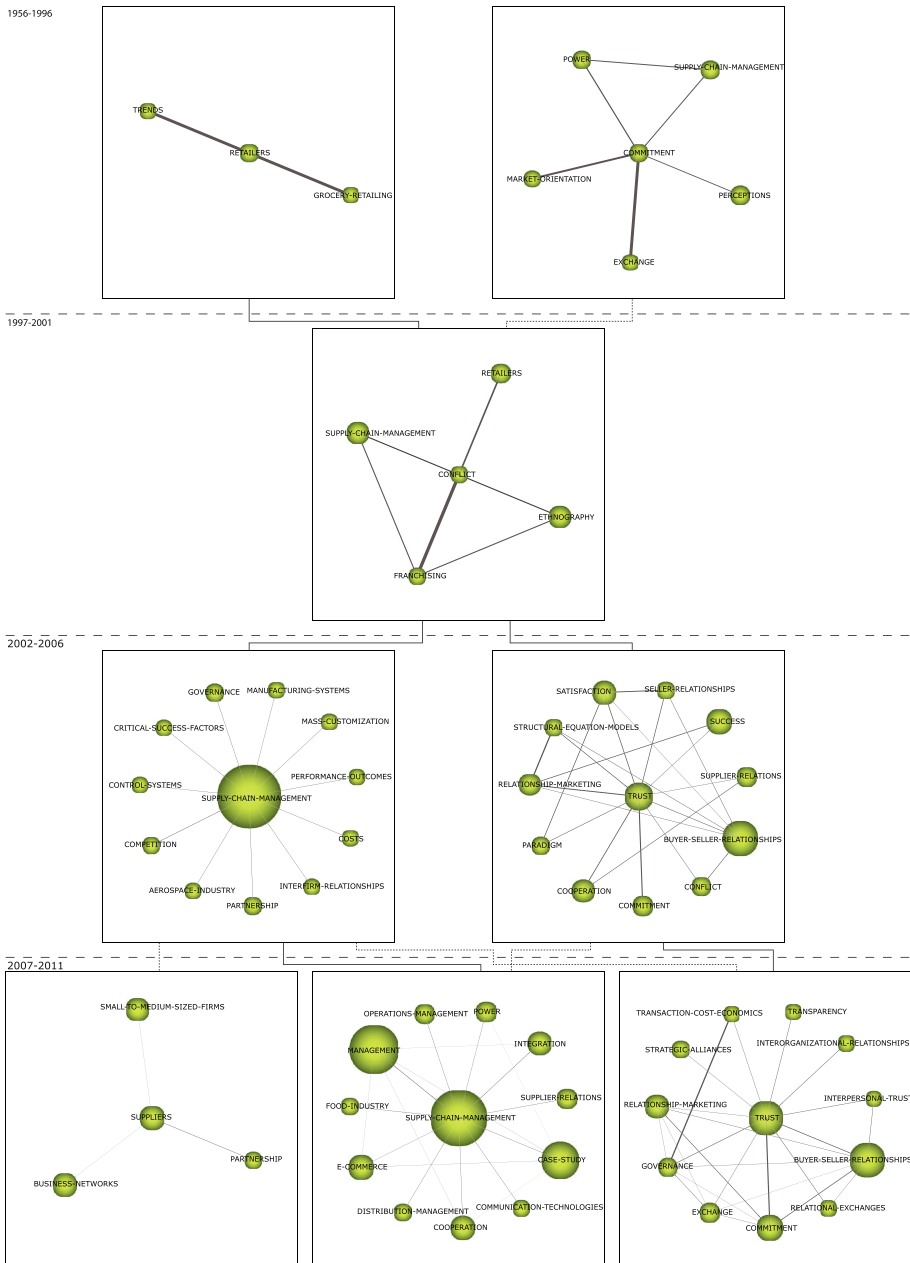 1956-1996
TRENDS
RETAILERS
GROCERY-RETAILING
POWER
SUPPLY-CHAIN-MANAGEMENT
COMMITMENT
MARKET-ORIENTATION
PERCEPTIONS
EXCHANGE
1997-2001
RETAILERS
SUPPLY-CHAIN-MANAGEMENT
CONFLICT
ETHNOGRAPHY
FRANCHISING
2002-2006
GOVERNANCE
MANUFACTURING-SYSTEMS
CRITICAL-SUCCESS-FACTORS
MASS-CUSTOMIZATION
CONTROL-SYSTEMS
PERFORMANCE-OUTCOMES
SUPPLY-CHAIN-MANAGEMENT
COMPETITION
COSTS
AEROSPACE-INDUSTRY
INTERFIRM-RELATIONSHIPS
PARTNERSHIP
SATISFACTION
SELLER-RELATIONSHIPS
STRUCTURAL-EQUATION-MODELS
SUCCESS
RELATIONSHIP-MARKETING
SUPPLIER-RELATIONS
TRUST
PARADIGM
BUYER-SELLER-RELATIONSHIPS
COOPERATION
CONFLICT
COMMITMENT
2007-2011
SMALL-TO-MEDIUM-SIZED-FIRMS
SUPPLIERS
PARTNERSHIP
BUSINESS-NETWORKS
OPERATIONS-MANAGEMENT
POWER
MANAGEMENT
INTEGRATION
FOOD-INDUSTRY
SUPPLIER-RELATIONS
SUPPLY-CHAIN-MANAGEMENT
E-COMMERCE
CASE-STUDY
DISTRIBUTION-MANAGEMENT
COMMUNICATION-TECHNOLOGIES
COOPERATION
TRANSACTION-COST-ECONOMICS
TRANSPARENCY
STRATEGIC-ALLIANCES
INTERORGANIZATIONAL-RELATIONSHIPS
RELATIONSHIP-MARKETING
INTERPERSONAL-TRUST
TRUST
GOVERNANCE
BUYER-SELLER-RELATIONSHIPS
EXCHANGE
RELATIONAL-EXCHANGES
COMMITMENT